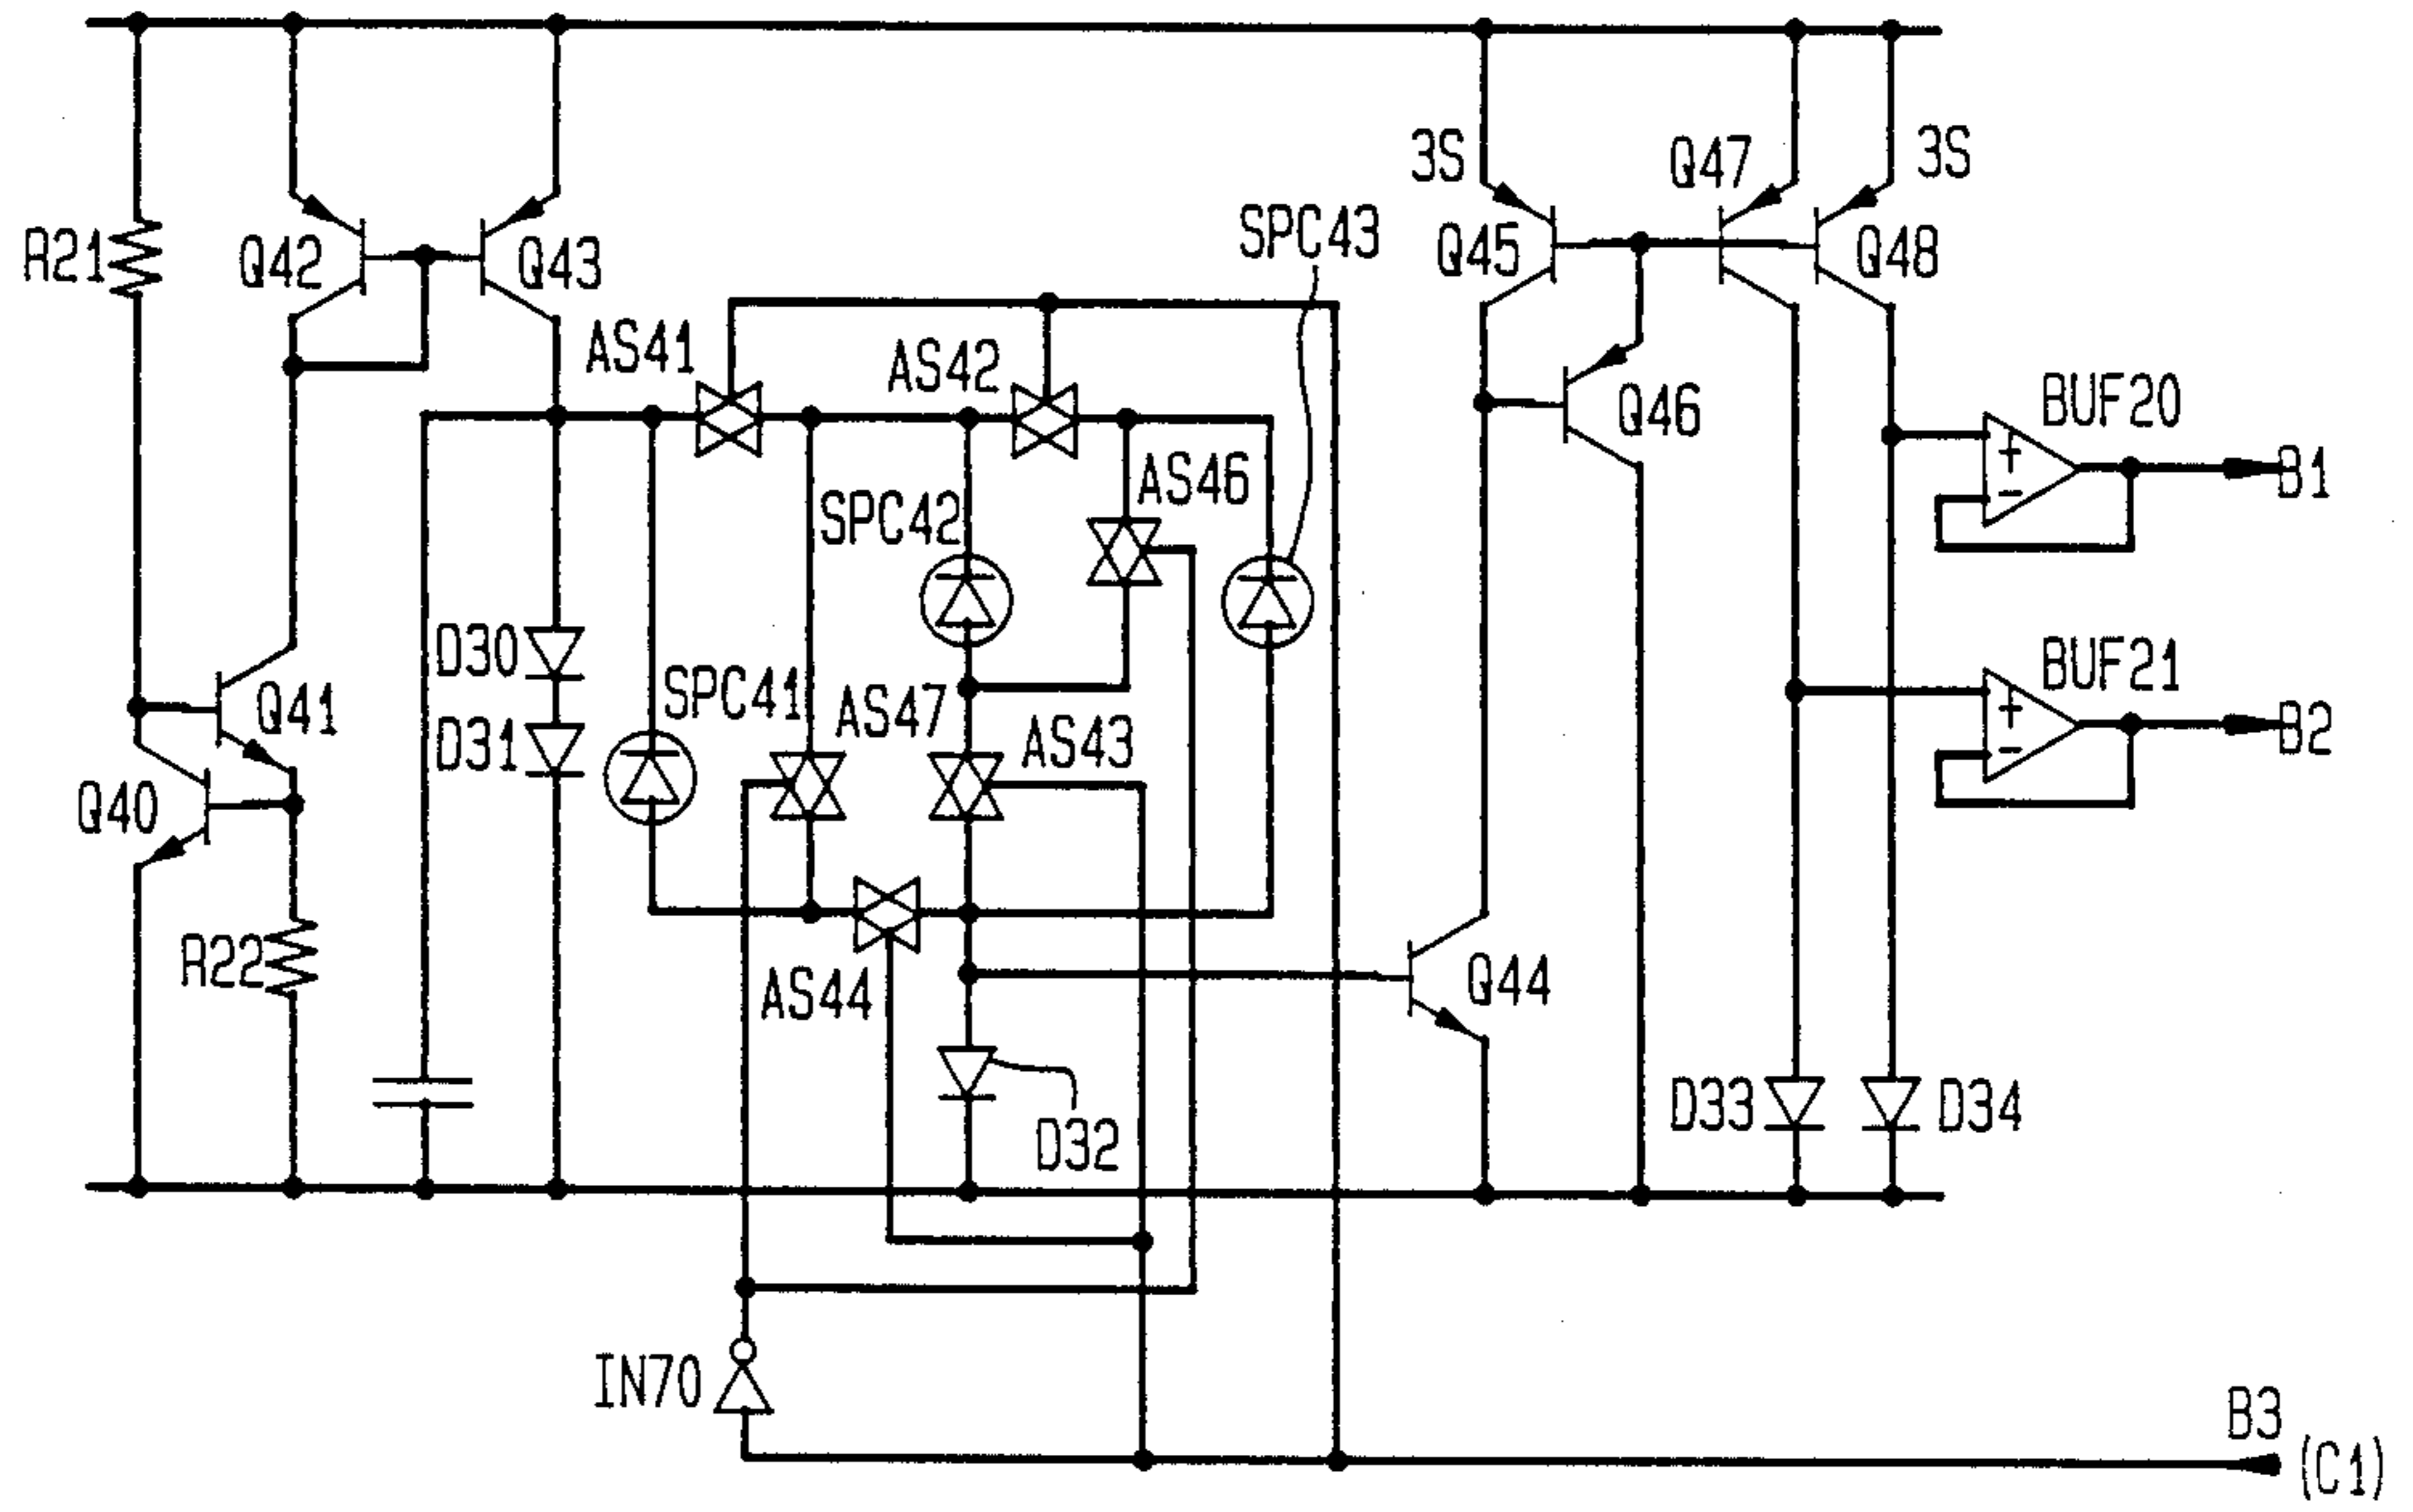 3S
Q47
3S
R21
Q42
Q43
SPC43
Q45
Q48
AS41
AS42
Q46
BUF20
B1
AS46
SPC42
D30
SPC41
AS47
Q41
D31
AS43
BUF21
B2
Q40
R22
AS44
Q44
D32
D33
D34
IN70
B3
(C1)